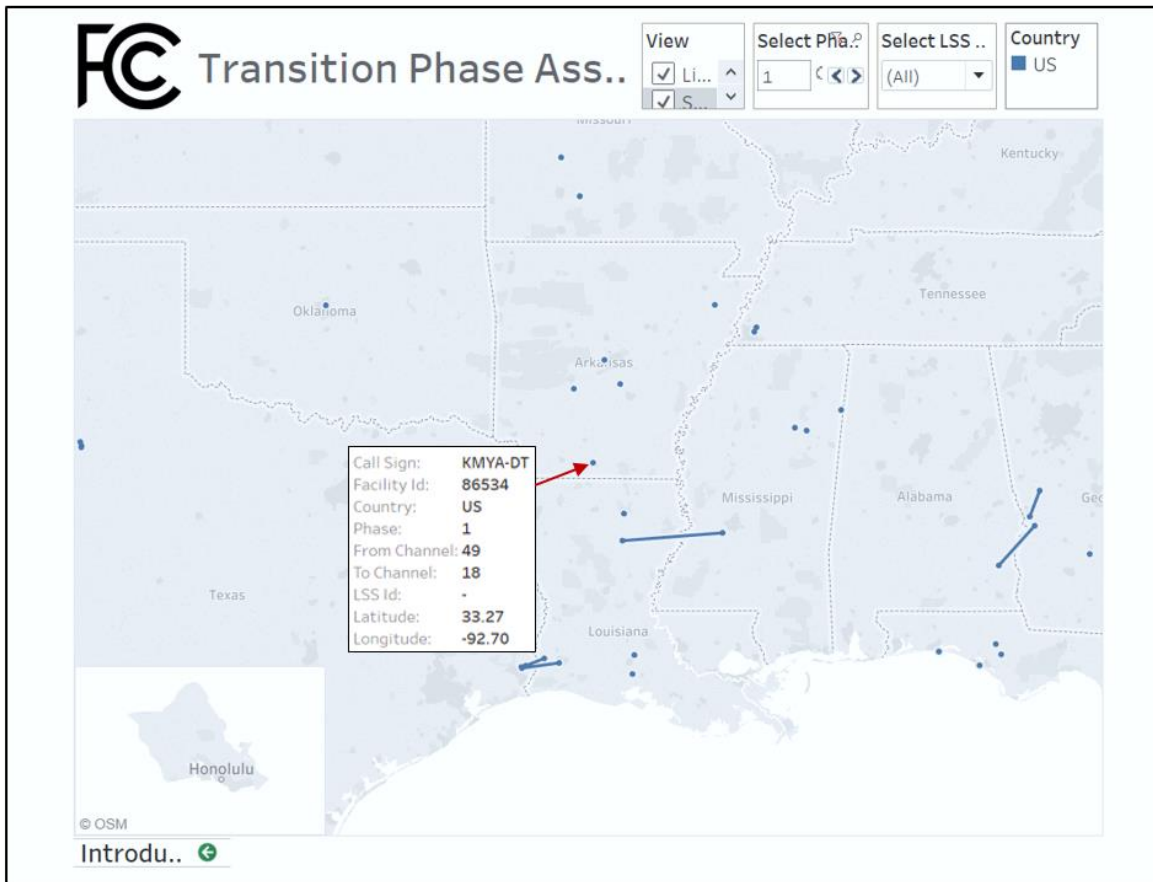 FCC
Transition Phase Ass..
View
Li...
S...
Select Pha..
1
Select LSS ..
(All)
Country
US
Missouri
Kentucky
Oklahoma
Tennessee
Arkansas
Call Sign: KMYA-DT
Facility Id: 86534
Country: US
Phase: 1
From Channel: 49
To Channel: 18
LSS Id: -
Latitude: 33.27
Longitude: -92.70
Mississippi
Alabama
Geo
Texas
Louisiana
Honolulu
© OSM
Introdu..